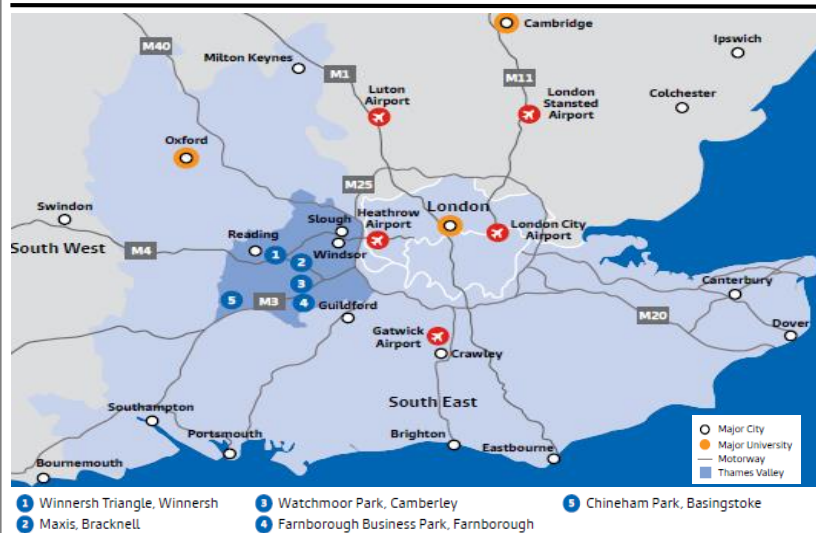 Cambridge
Ipswich
M40
Milton Keynes
M1
M11
Luton
Airport
London
Stansted
Airport
Colchester
Oxford
M25
Swindon
Slough
Heathrow
Airport
London
London City
Airport
Reading
South West
M4
1
2
Windsor
3
5
M3
4
Guildford
Canterbury
M20
Dover
Gatwick
Airport
Crawley
South East
Southampton
Portsmouth
Brighton
Eastbourne
Bournemouth
Major City
Major University
Motorway
Thames Valley
1 Winnersh Triangle, Winnersh
3 Watchmoor Park, Camberley
5 Chineham Park, Basingstoke
2 Maxis, Bracknell
4 Farnborough Business Park, Farnborough